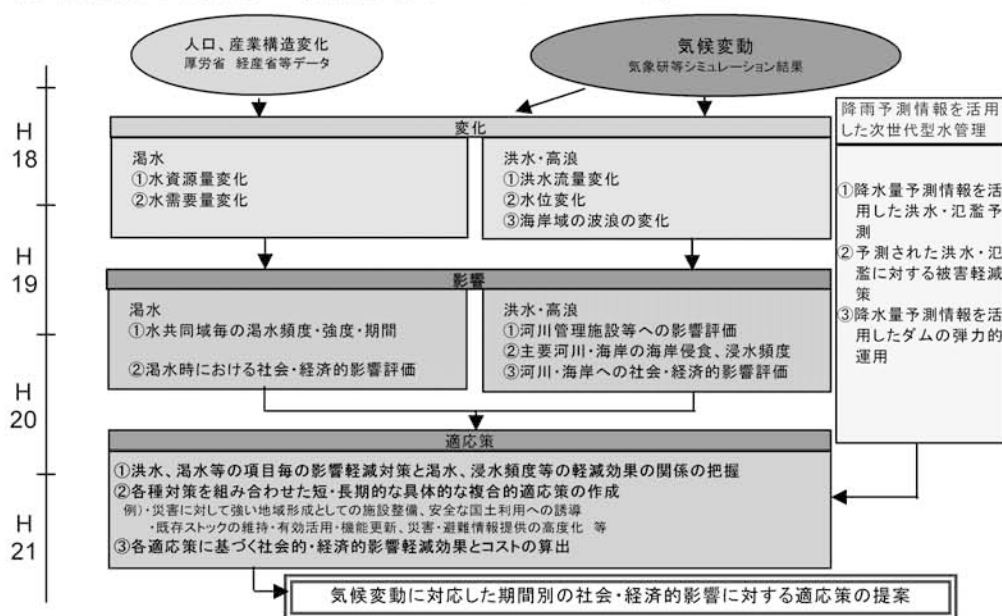 人口、産業構造変化
厚労省 経産省等データ
気候変動
気象研等シミュレーション結果
H
18
H
19
H
20
H
21
変化
渇水
①水資源量変化
②水需要量変化
洪水・高浪
①洪水流量変化
②水位変化
③海岸域の波浪の変化
影響
渇水
①水共同域毎の渇水頻度・強度・期間
②渇水時における社会・経済的影響評価
洪水・高浪
①河川管理施設等への影響評価
②主要河川・海岸の海岸侵食、浸水頻度
③河川・海岸への社会・経済的影響評価
降雨予測情報を活用
した次世代型水管理
①降水量予測情報を活
用した洪水・氾濫予
測
②予測された洪水・氾
濫に対する被害軽減
策
③降水量予測情報を活
用したダムの弾力的
運用
適応策
①洪水、渇水等の項目毎の影響軽減対策と渇水、浸水頻度等の軽減効果の関係の把握
②各種対策を組み合わせた短・長期的な具体的な複合的適応策の作成
例）・災害に対して強い地域形成としての施設整備、安全な国土利用への誘導
・既存ストックの維持・有効活用・機能更新、災害・避難情報提供の高度化 等
③各適応策に基づく社会的・経済的影響軽減効果とコストの算出
気候変動に対応した期間別の社会・経済的影響に対する適応策の提案